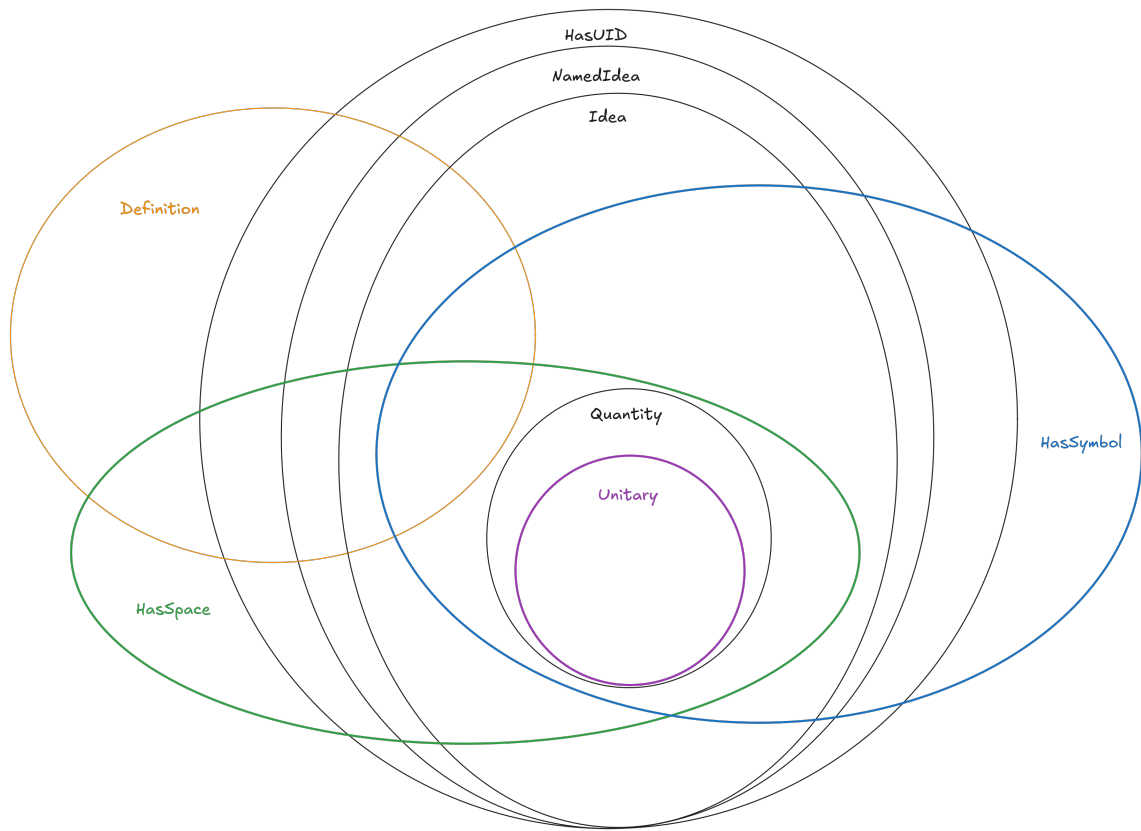 HasUID
NamedIdea
Idea
Definition
Quantity
HasSymbol
Unitary
HasSpace